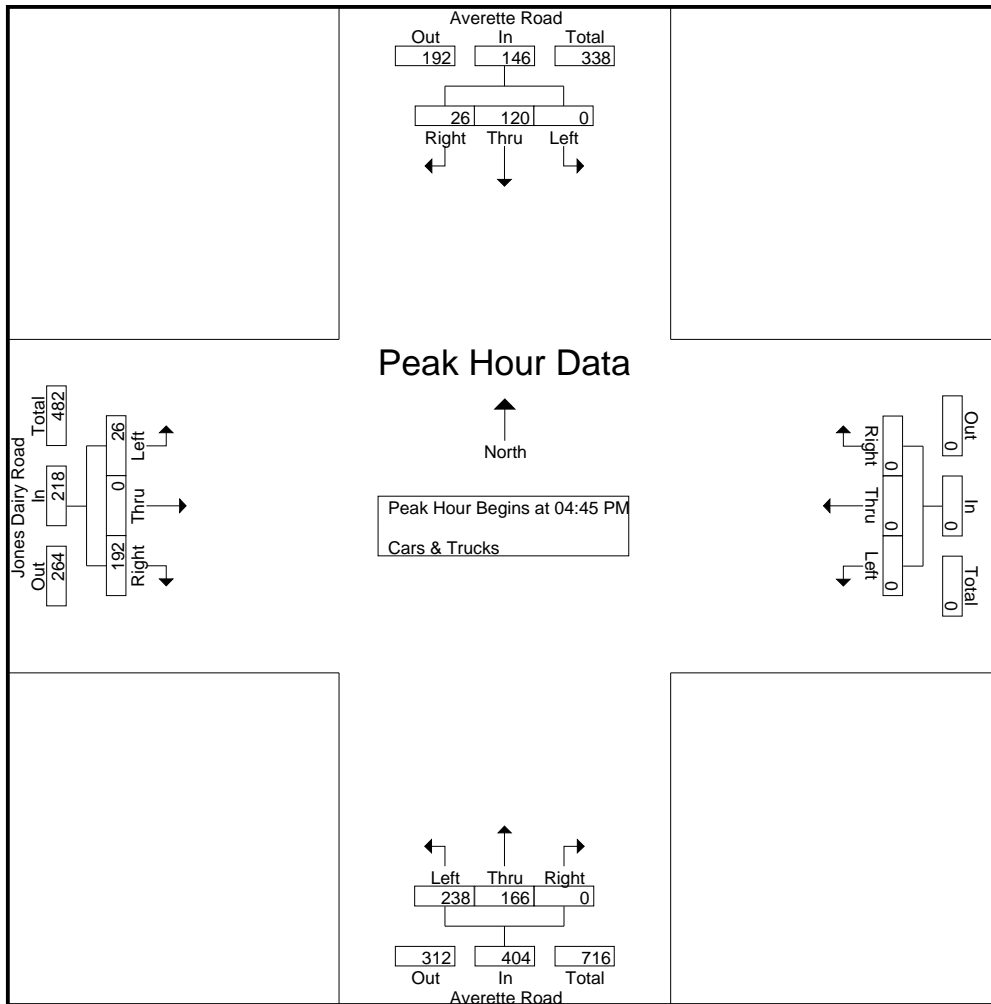 Averette Road
Out In Total
192 146 338
26 120 0
Right Thru Left
Peak Hour Data
North
Peak Hour Begins at 04:45 PM
Cars & Trucks
Jones Dairy Road
Total In Out
482 218 264
26 0 192
Left Thru Right
Out In Total
0 0 0
Right Thru Left
0 0 0
Left Thru Right
238 166 0
312 404 716
Out In Total
Averette Road